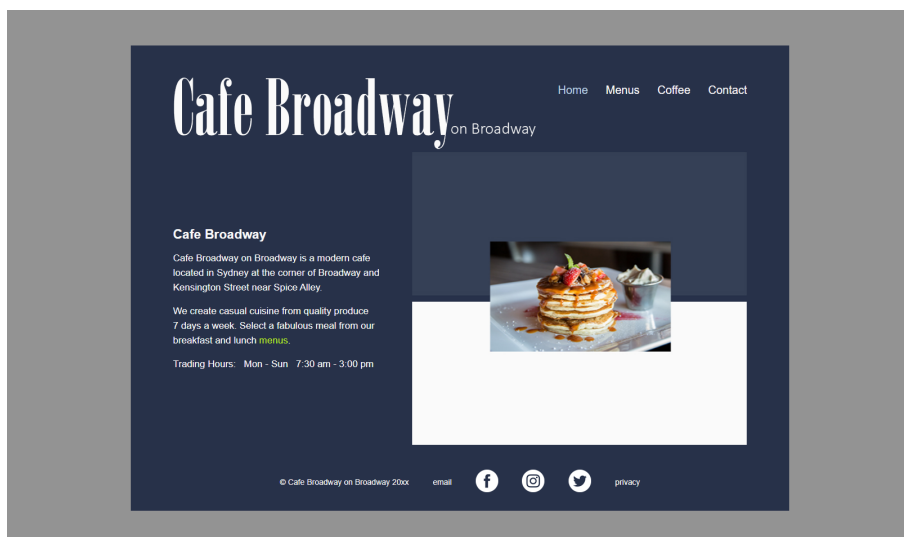 Cafe Broadway on Broadway
Home Menus Coffee Contact
Cafe Broadway
Cafe Broadway on Broadway is a modern cafe
located in Sydney at the corner of Broadway and
Kensington Street near Spice Alley.
We create casual cuisine from quality produce
7 days a week. Select a fabulous meal from our
breakfast and lunch menus.
Trading Hours: Mon - Sun 7:30 am - 3:00 pm
© Cafe Broadway on Broadway 20xx email privacy